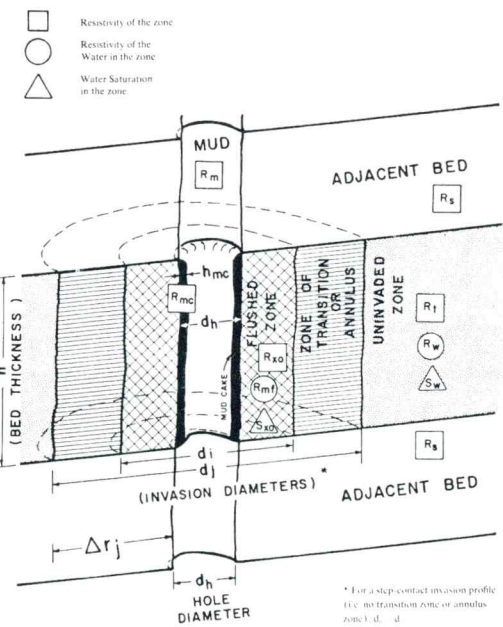 Resistivity of the zone
Resistivity of the
Water in the zone
Water Saturation
in the zone
MUD
Rm
ADJACENT BED
Rs
hmc
Rmc
dh
MUD CAKE
FLUSHED
ZONE
Rxo
Rmf
Sxo
ZONE OF
TRANSITION
OR
ANNULUS
UNINVADED
ZONE
Rt
Rw
Sw
(BED THICKNESS)
di
dj
(INVASION DIAMETERS) *
Rs
ADJACENT BED
Δrj
dh
HOLE
DIAMETER
* For a step-contact invasion profile
(i.e. no transition zone or annulus
zone) d d